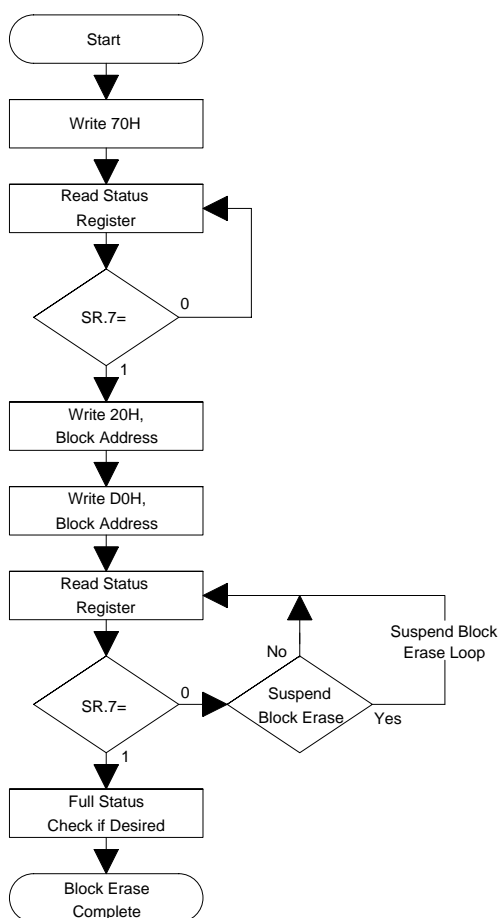 Start
Write 70H
Read Status
Register
SR.7=
0
1
Write 20H,
Block Address
Write D0H,
Block Address
Read Status
Register
Suspend Block
Erase Loop
No
SR.7=
0
Suspend
Block Erase
Yes
1
Full Status
Check if Desired
Block Erase
Complete